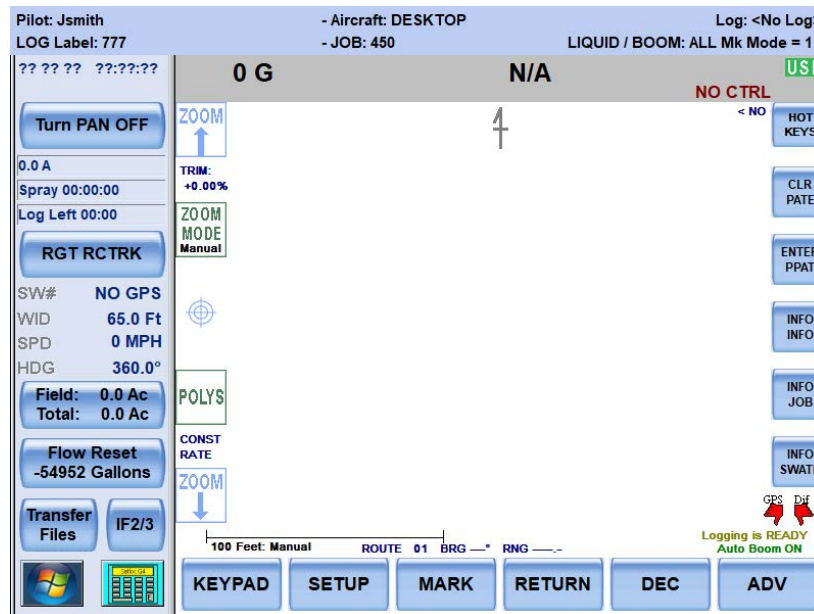 Pilot: Jsmith - Aircraft: DESKTOP Log: <No Log
LOG Label: 777 - JOB: 450 LIQUID / BOOM: ALL Mk Mode = 1
?? ?? ?? ??:??:??
0 G N/A US
NO CTRL
Turn PAN OFF
ZOOM
< NO
HOT
KEYS
0.0 A
TRIM:
+0.00%
Spray 00:00:00
CLR
PATE
Log Left 00:00
ZOOM
MODE
Manual
RGT RCTRK
ENTER
PPAT
SW# NO GPS
WID 65.0 Ft
SPD 0 MPH
HDG 360.0°
INFO
INFO
Field: 0.0 Ac
Total: 0.0 Ac
POLYS
INFO
JOB
CONST
RATE
Flow Reset
-54952 Gallons
INFO
SWATH
ZOOM
GPS Dif
Transfer
Files
IF2/3
Logging is READY
Auto Boom ON
100 Feet: Manual ROUTE 01 BRG ---° RNG ---.-
Satloc G4
KEYPAD SETUP MARK RETURN DEC ADV